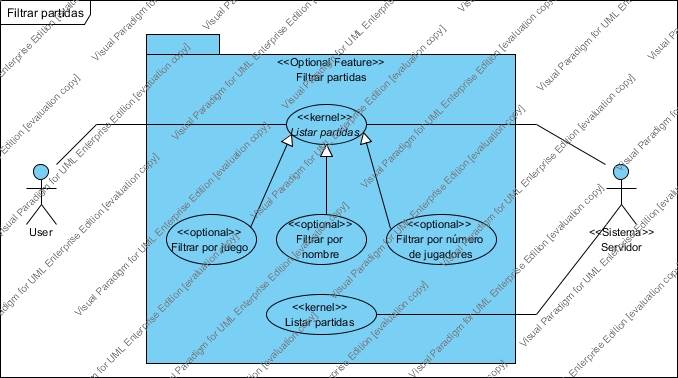 Filtrar partidas
<<Optional Feature>>
Filtrar partidas
<<kernel>>
Listar partidas
User
<<Sistema>>
Servidor
<<optional>>
Filtrar por juego
<<optional>>
Filtrar por
nombre
<<optional>>
Filtrar por número
de jugadores
<<kernel>>
Listar partidas
Visual Paradigm for UML Enterprise Edition [evaluation copy]